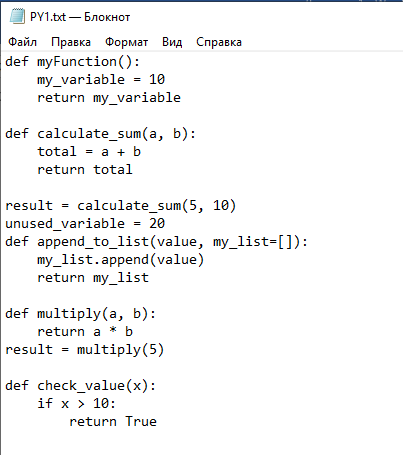 PY1.txt — Блокнот
Файл Правка Формат Вид Справка
def myFunction():
    my_variable = 10
    return my_variable

def calculate_sum(a, b):
    total = a + b
    return total

result = calculate_sum(5, 10)
unused_variable = 20
def append_to_list(value, my_list=[]):
    my_list.append(value)
    return my_list

def multiply(a, b):
    return a * b
result = multiply(5)

def check_value(x):
    if x > 10:
        return True